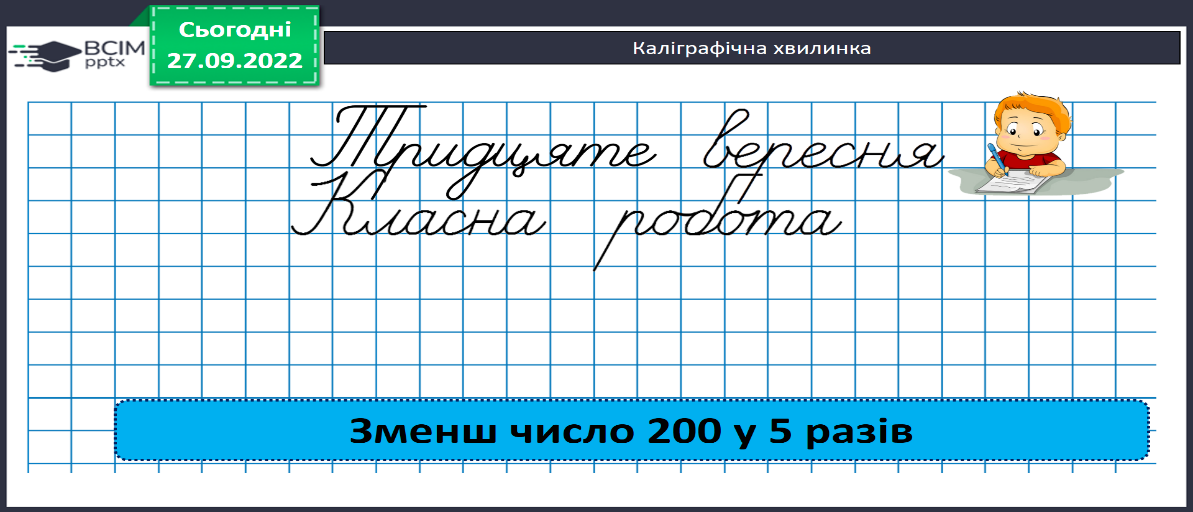 Сьогодні
27.09.2022
ВСІМ
pptx
Каліграфічна хвилинка
Тридцяте вересня
Класна робота
Зменш число 200 у 5 разів